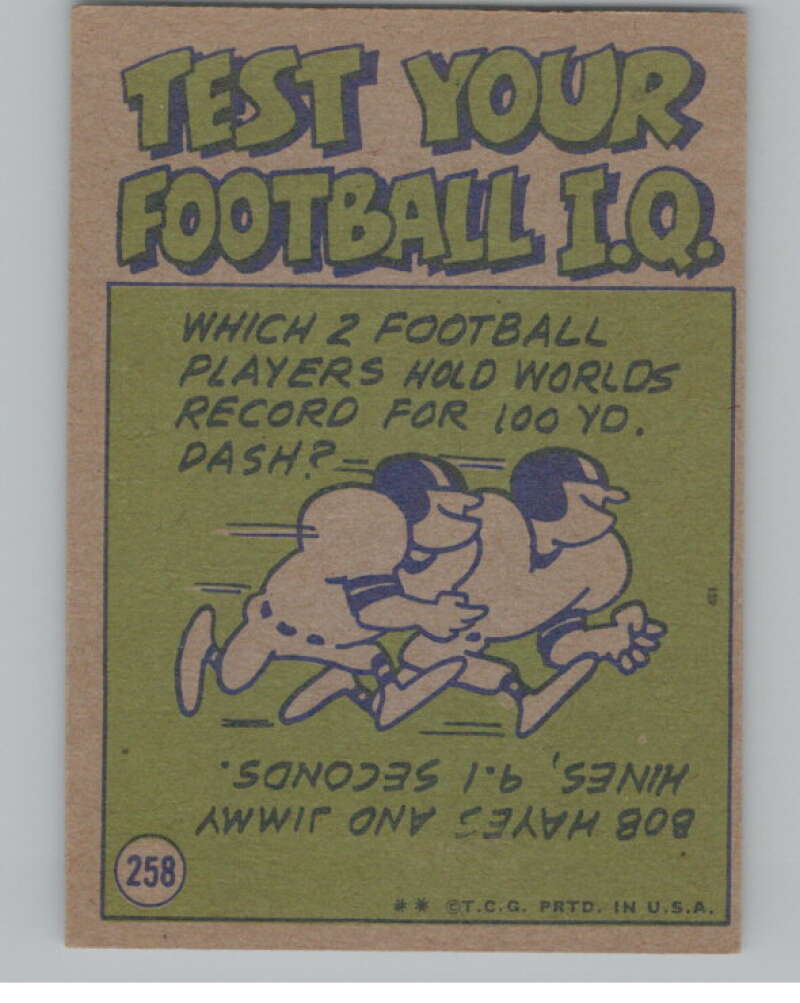 TEST YOUR
FOOTBALL I.Q.
WHICH 2 FOOTBALL
PLAYERS HOLD WORLDS
RECORD FOR 100 YD.
DASH?
BOB HAYES AND JIMMY
HINES, 9.1 SECONDS.
258
** ©T.C.G. PRTD. IN U.S.A.